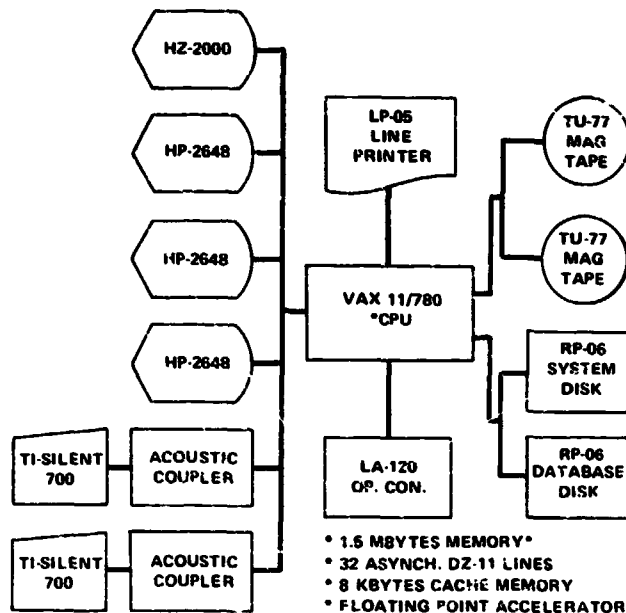 HZ-2000
HP-2648
HP-2648
HP-2648
TI-SILENT
700
ACOUSTIC
COUPLER
TI-SILENT
700
ACOUSTIC
COUPLER
LP-05
LINE
PRINTER
VAX 11/780
*CPU
LA-120
OP. CON.
TU-77
MAG
TAPE
TU-77
MAG
TAPE
RP-06
SYSTEM
DISK
RP-06
DATABASE
DISK
* 1.5 MBYTES MEMORY*
* 32 ASYNCH. DZ-11 LINES
* 8 KBYTES CACHE MEMORY
* FLOATING POINT ACCELERATOR